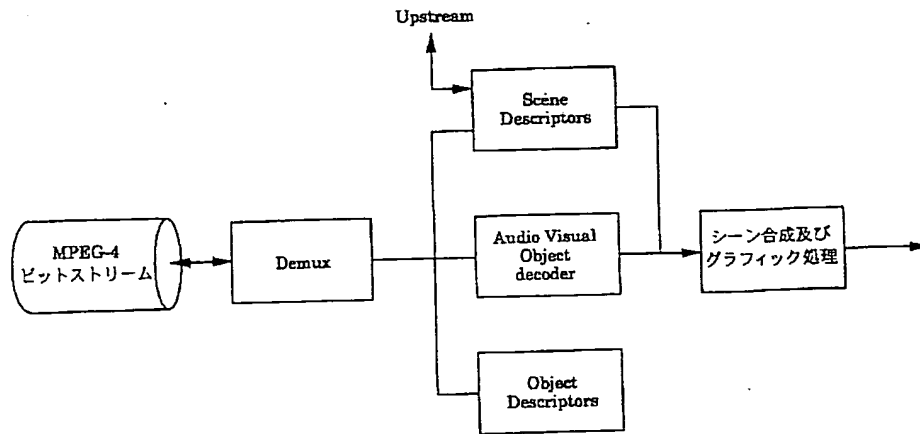 Upstream
Scene
Descriptors
MPEG-4
ビットストリーム
Demux
Audio Visual
Object
decoder
シーン合成及び
グラフィック処理
Object
Descriptors